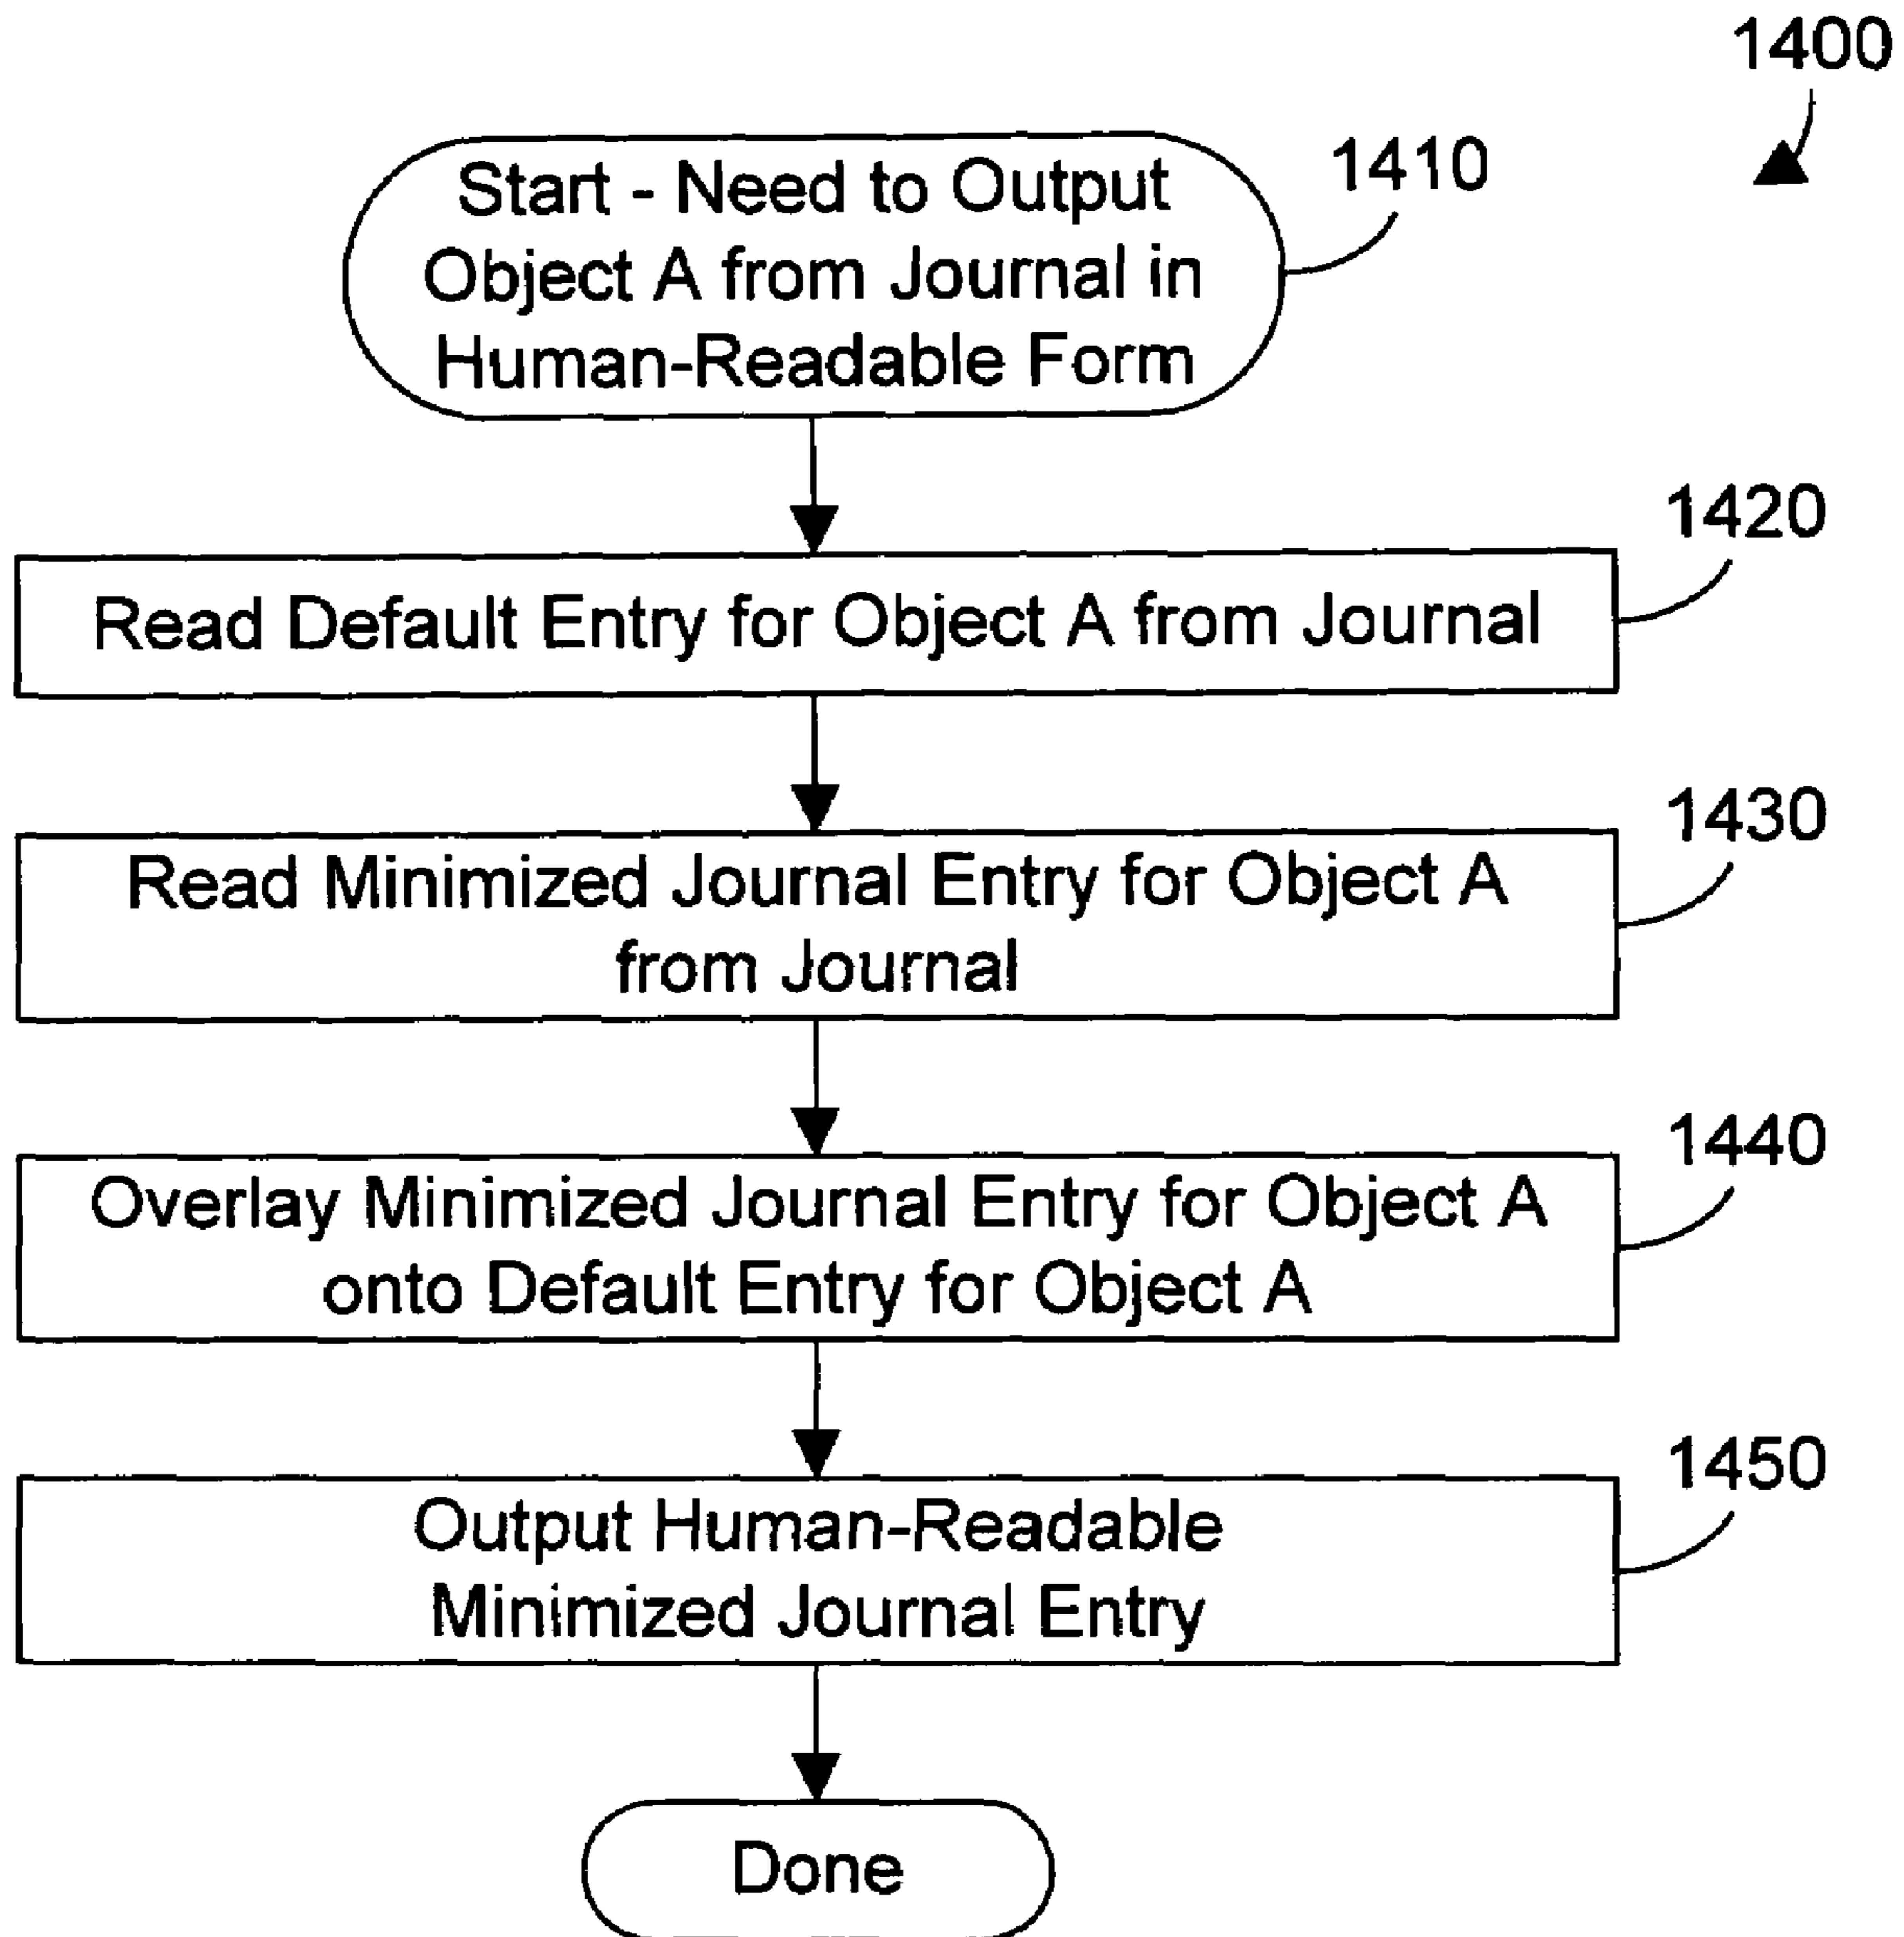 1400
Start - Need to Output
Object A from Journal in
Human-Readable Form
1410
1420
Read Default Entry for Object A from Journal
1430
Read Minimized Journal Entry for Object A
from Journal
1440
Overlay Minimized Journal Entry for Object A
onto Default Entry for Object A
1450
Output Human-Readable
Minimized Journal Entry
Done